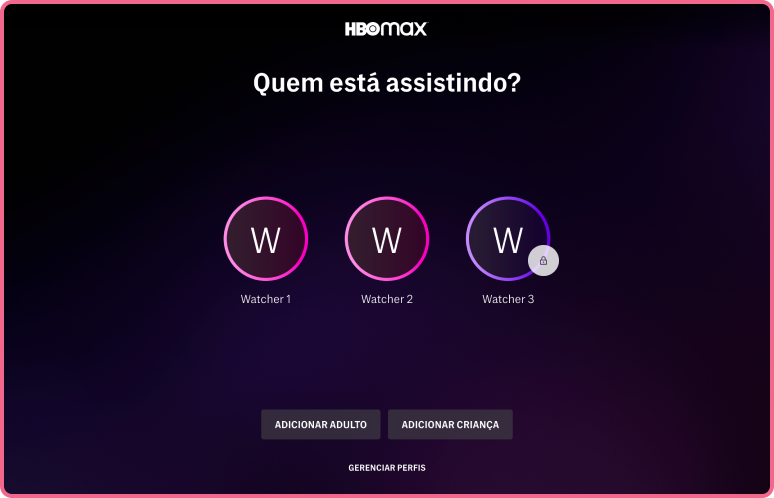 HBOmax
Quem está assistindo?
W W W
Watcher 1 Watcher 2 Watcher 3
ADICIONAR ADULTO ADICIONAR CRIANÇA
GERENCIAR PERFIS